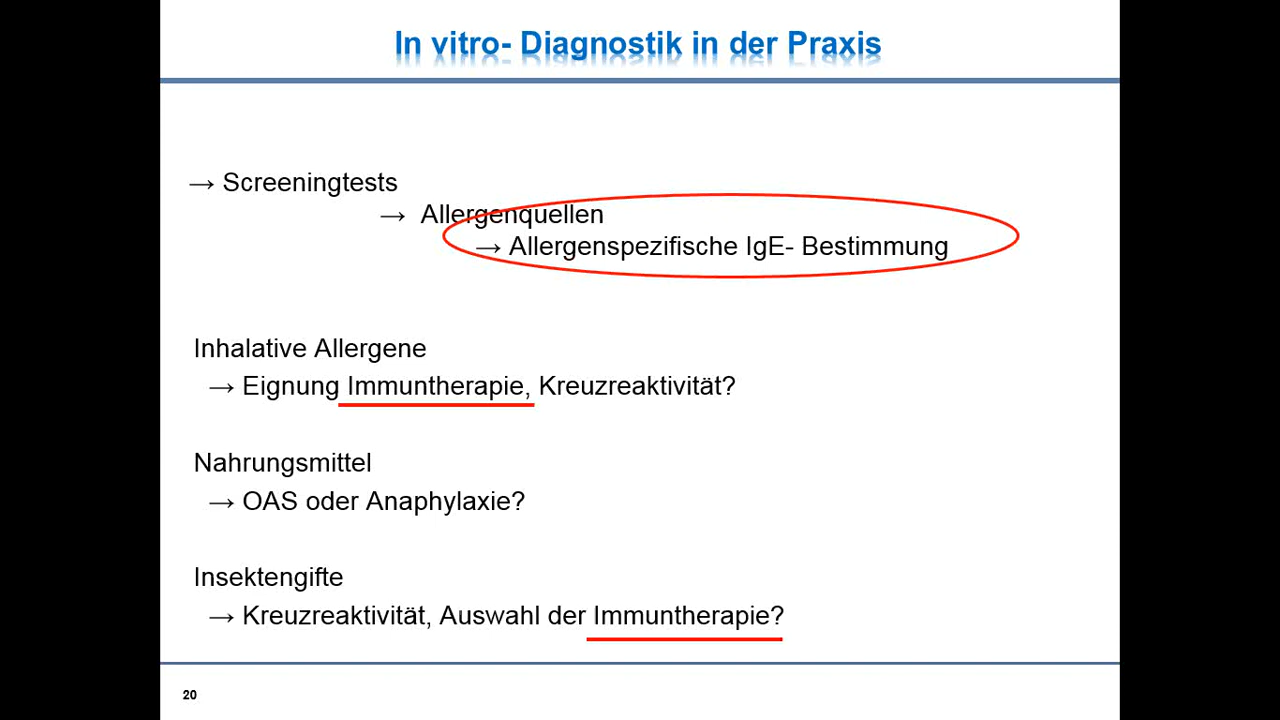 In vitro- Diagnostik in der Praxis
→ Screeningtests
→ Allergenquellen
→ Allergenspezifische IgE- Bestimmung
Inhalative Allergene
→ Eignung Immuntherapie, Kreuzreaktivität?
Nahrungsmittel
→ OAS oder Anaphylaxie?
Insektengifte
→ Kreuzreaktivität, Auswahl der Immuntherapie?
20